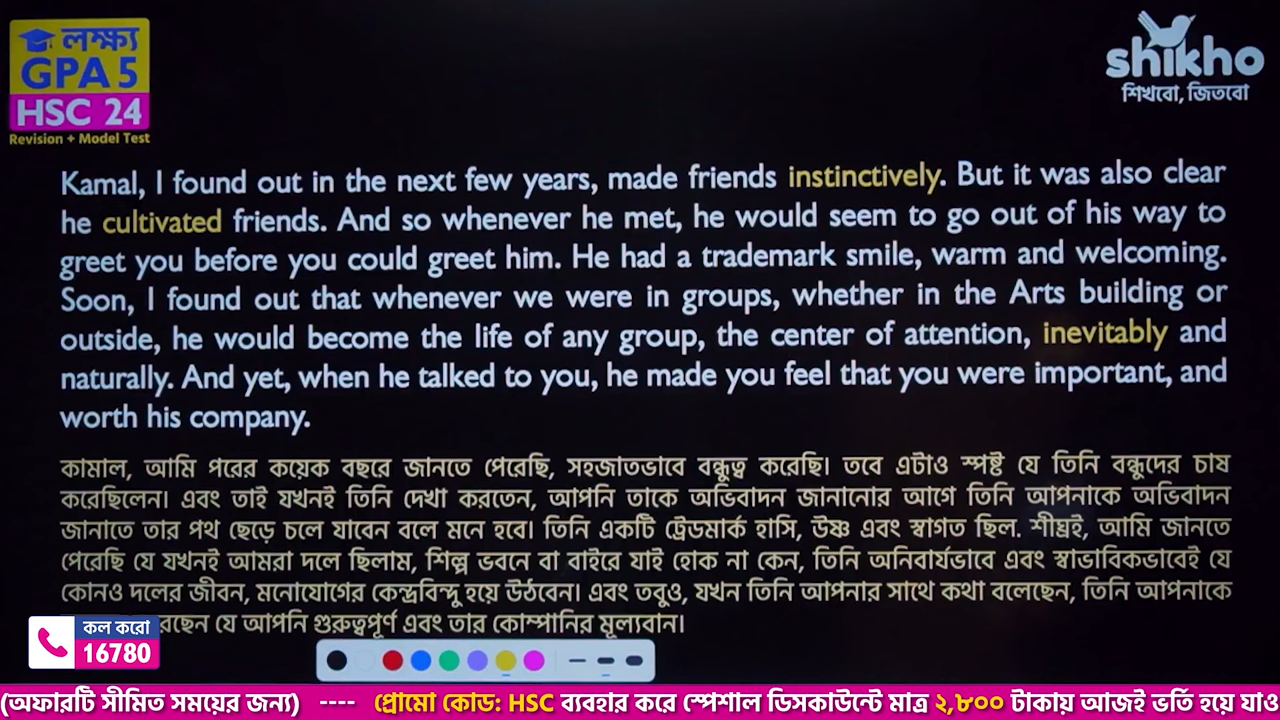 লক্ষ্য
GPA 5
HSC 24
Revision + Model Test
shikho
শিখবো, জিতবো
Kamal, I found out in the next few years, made friends instinctively. But it was also clear
he cultivated friends. And so whenever he met, he would seem to go out of his way to
greet you before you could greet him. He had a trademark smile, warm and welcoming.
Soon, I found out that whenever we were in groups, whether in the Arts building or
outside, he would become the life of any group, the center of attention, inevitably and
naturally. And yet, when he talked to you, he made you feel that you were important, and
worth his company.
কামাল, আমি পরের কয়েক বছরে জানতে পেরেছি, সহজাতভাবে বন্ধুত্ব করেছি। তবে এটাও স্পষ্ট যে তিনি বন্ধুদের চাষ
করেছিলেন। এবং তাই যখনই তিনি দেখা করতেন, আপনি তাকে অভিবাদন জানানোর আগে তিনি আপনাকে অভিবাদন
জানাতে তার পথ ছেড়ে চলে যাবেন বলে মনে হবে। তিনি একটি ট্রেডমার্ক হাসি, উষ্ণ এবং স্বাগত ছিল. শীঘ্রই, আমি জানতে
পেরেছি যে যখনই আমরা দলে ছিলাম, শিল্প ভবনে বা বাইরে যাই হোক না কেন, তিনি অনিবার্যভাবে এবং স্বাভাবিকভাবেই যে
কোনও দলের জীবন, মনোযোগের কেন্দ্রবিন্দু হয়ে উঠবেন। এবং তবুও, যখন তিনি আপনার সাথে কথা বলেছেন, তিনি আপনাকে
যে আপনি গুরুত্বপূর্ণ এবং তার কোম্পানির মূল্যবান।
কল করো
16780
(অফারটি সীমিত সময়ের জন্য) ---- প্রোমো কোড: HSC ব্যবহার করে স্পেশাল ডিসকাউন্টে মাত্র ২,৮০০ টাকায় আজই ভর্তি হয়ে